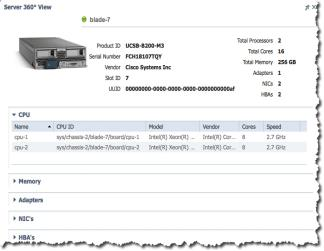 Server 360° View
blade-7
Product ID UCSB-B200-M3
Serial Number FCH18107TQY
Vendor Cisco Systems Inc
Slot ID 7
UUID 00000000-0000-0000-0000-0000000000af
Total Processors 2
Total Cores 16
Total Memory 256 GB
Adapters 1
NICs 2
HBAs 2
CPU
Name CPU ID Model Vendor Cores Speed
cpu-1 sys/chassis-2/blade-7/board/cpu-1 Intel(R) Xeon(R) ... Intel(R) Cor... 8 2.7 GHz
cpu-2 sys/chassis-2/blade-7/board/cpu-2 Intel(R) Xeon(R) ... Intel(R) Cor... 8 2.7 GHz
Memory
Adapters
NIC's
HBA's